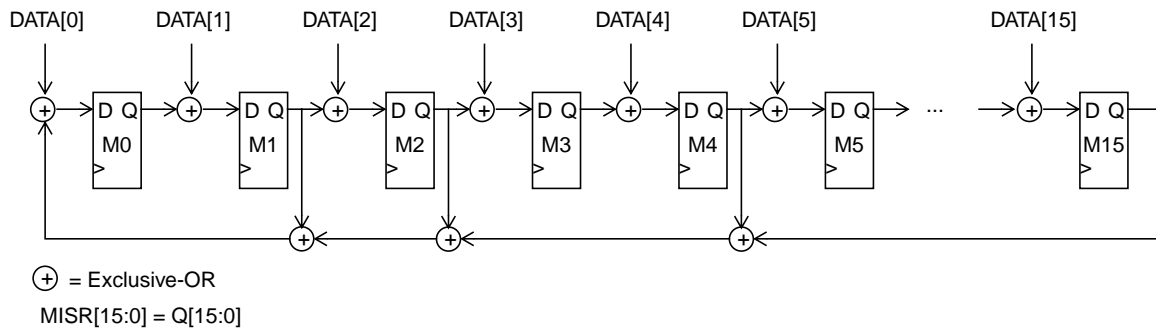 DATA[0] DATA[1] DATA[2] DATA[3] DATA[4] DATA[5] DATA[15]
+ + + + + + +
D Q D Q D Q D Q D Q D Q ... D Q
M0 M1 M2 M3 M4 M5 M15
> > > > > > >
+ + +
+ = Exclusive-OR
MISR[15:0] = Q[15:0]